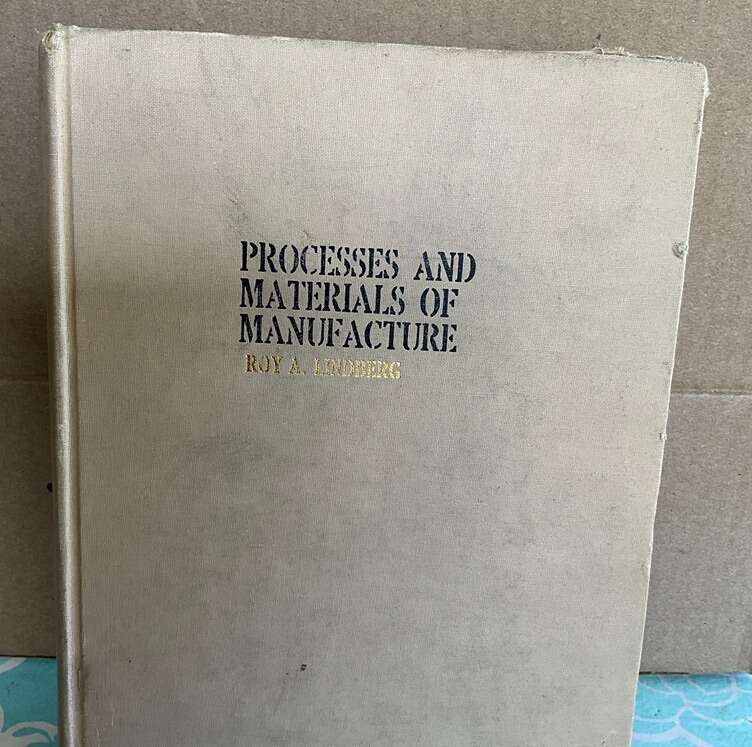 PROCESSES AND
MATERIALS OF
MANUFACTURE
ROY A. LINDBERG